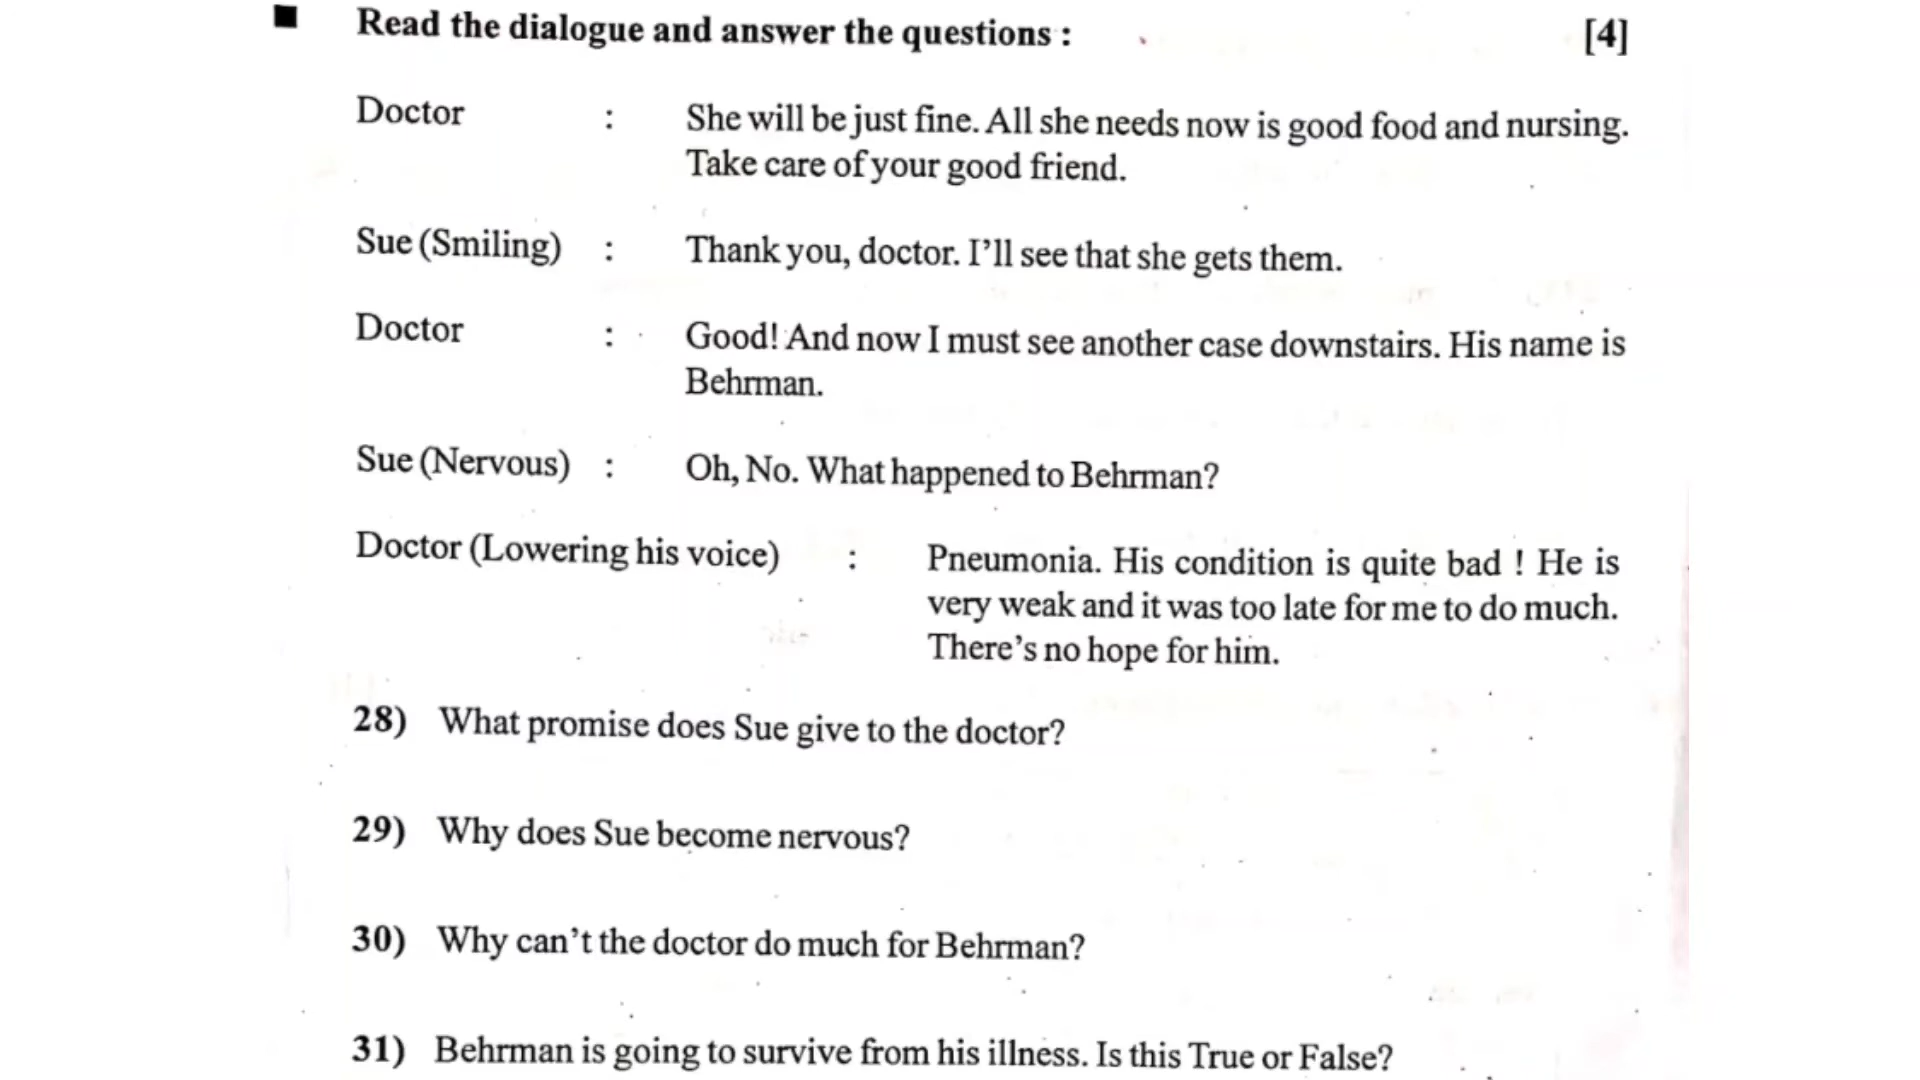 ■ Read the dialogue and answer the questions : [4]
Doctor : She will be just fine. All she needs now is good food and nursing.
Take care of your good friend.
Sue (Smiling) : Thank you, doctor. I'll see that she gets them.
Doctor : Good! And now I must see another case downstairs. His name is
Behrman.
Sue (Nervous) : Oh, No. What happened to Behrman?
Doctor (Lowering his voice) : Pneumonia. His condition is quite bad ! He is
very weak and it was too late for me to do much.
There's no hope for him.
28) What promise does Sue give to the doctor?
29) Why does Sue become nervous?
30) Why can't the doctor do much for Behrman?
31) Behrman is going to survive from his illness. Is this True or False?